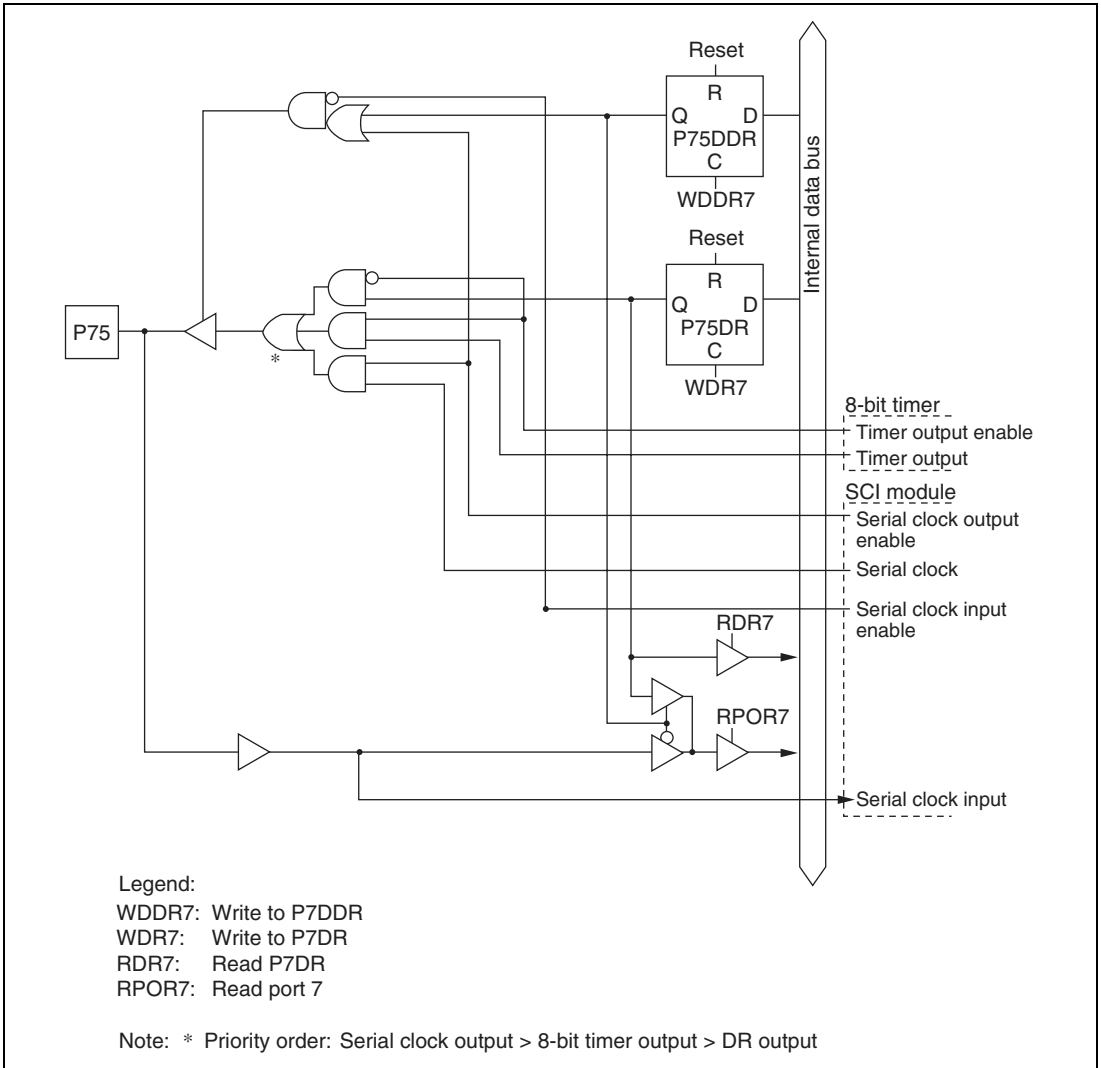 Reset
R
Q D
P75DDR
C
WDDR7
Internal data bus
Reset
R
Q D
P75DR
C
WDR7
P75
*
8-bit timer
Timer output enable
Timer output
SCI module
Serial clock output
enable
Serial clock
Serial clock input
enable
RDR7
RPOR7
Serial clock input
Legend:
WDDR7: Write to P7DDR
WDR7: Write to P7DR
RDR7: Read P7DR
RPOR7: Read port 7
Note: * Priority order: Serial clock output > 8-bit timer output > DR output